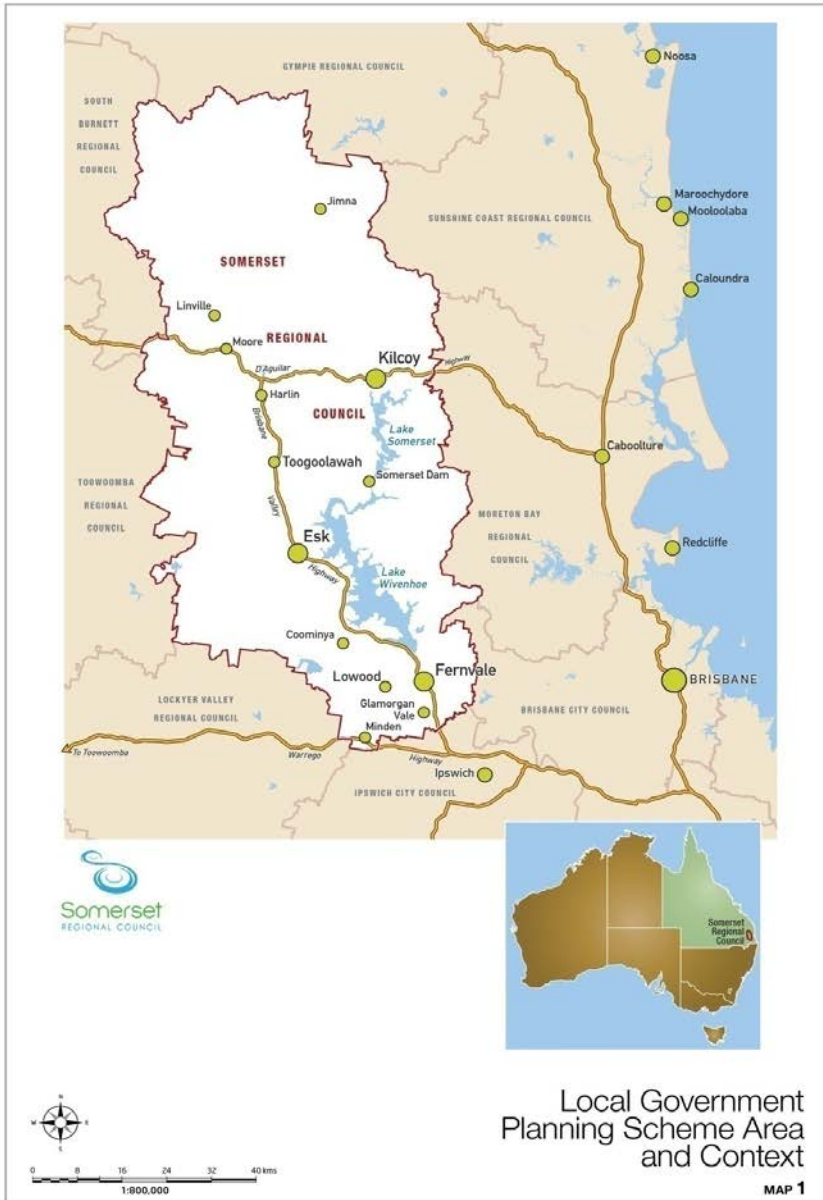 GYMPIE REGIONAL COUNCIL
Noosa
SOUTH
BURNETT
REGIONAL
COUNCIL
Jimna
Maroochydore
Mooloolaba
SUNSHINE COAST REGIONAL COUNCIL
SOMERSET
Caloundra
Linville
REGIONAL
Moore
Kilcoy
Highway
D'Aguilar
Harlin
COUNCIL
Brisbane
Lake
Somerset
Caboolture
Toogoolawah
Somerset Dam
TOOWOOMBA
REGIONAL
COUNCIL
Valley
MORETON BAY
REGIONAL
COUNCIL
Esk
Redcliffe
Highway
Lake
Wivenhoe
Coominya
Lowood
Fernvale
BRISBANE
LOCKYER VALLEY
REGIONAL COUNCIL
Glamorgan
Vale
BRISBANE CITY COUNCIL
Minden
To Toowoomba
Warrego
Highway
Ipswich
IPSWICH CITY COUNCIL
Somerset
REGIONAL COUNCIL
Somerset
Regional
Council
N
W
E
S
Local Government
Planning Scheme Area
and Context
0 8 16 24 32 40 kms
1:800,000
MAP 1